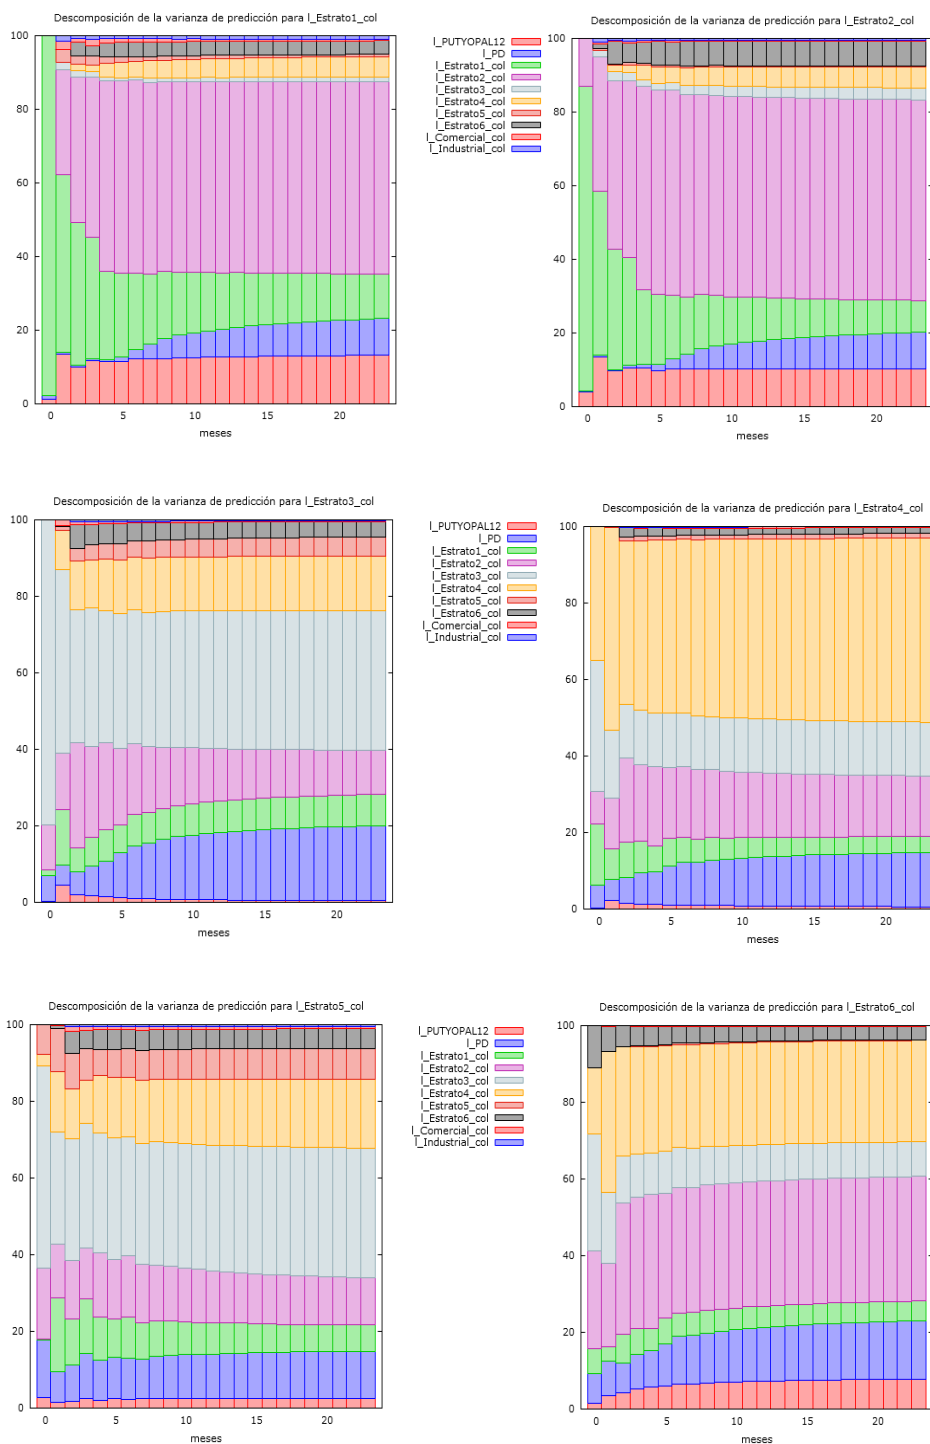 Descomposición de la varianza de predicción para l_Estrato1_col
100
80
60
40
20
0
0 5 10 15 20
meses
l_PUTYOPAL12
l_PD
l_Estrato1_col
l_Estrato2_col
l_Estrato3_col
l_Estrato4_col
l_Estrato5_col
l_Estrato6_col
l_Comercial_col
l_Industrial_col
Descomposición de la varianza de predicción para l_Estrato2_col
100
80
60
40
20
0
0 5 10 15 20
meses
Descomposición de la varianza de predicción para l_Estrato3_col
100
80
60
40
20
0
0 5 10 15 20
meses
l_PUTYOPAL12
l_PD
l_Estrato1_col
l_Estrato2_col
l_Estrato3_col
l_Estrato4_col
l_Estrato5_col
l_Estrato6_col
l_Comercial_col
l_Industrial_col
Descomposición de la varianza de predicción para l_Estrato4_col
100
80
60
40
20
0
0 5 10 15 20
meses
Descomposición de la varianza de predicción para l_Estrato5_col
100
80
60
40
20
0
0 5 10 15 20
meses
l_PUTYOPAL12
l_PD
l_Estrato1_col
l_Estrato2_col
l_Estrato3_col
l_Estrato4_col
l_Estrato5_col
l_Estrato6_col
l_Comercial_col
l_Industrial_col
Descomposición de la varianza de predicción para l_Estrato6_col
100
80
60
40
20
0
0 5 10 15 20
meses